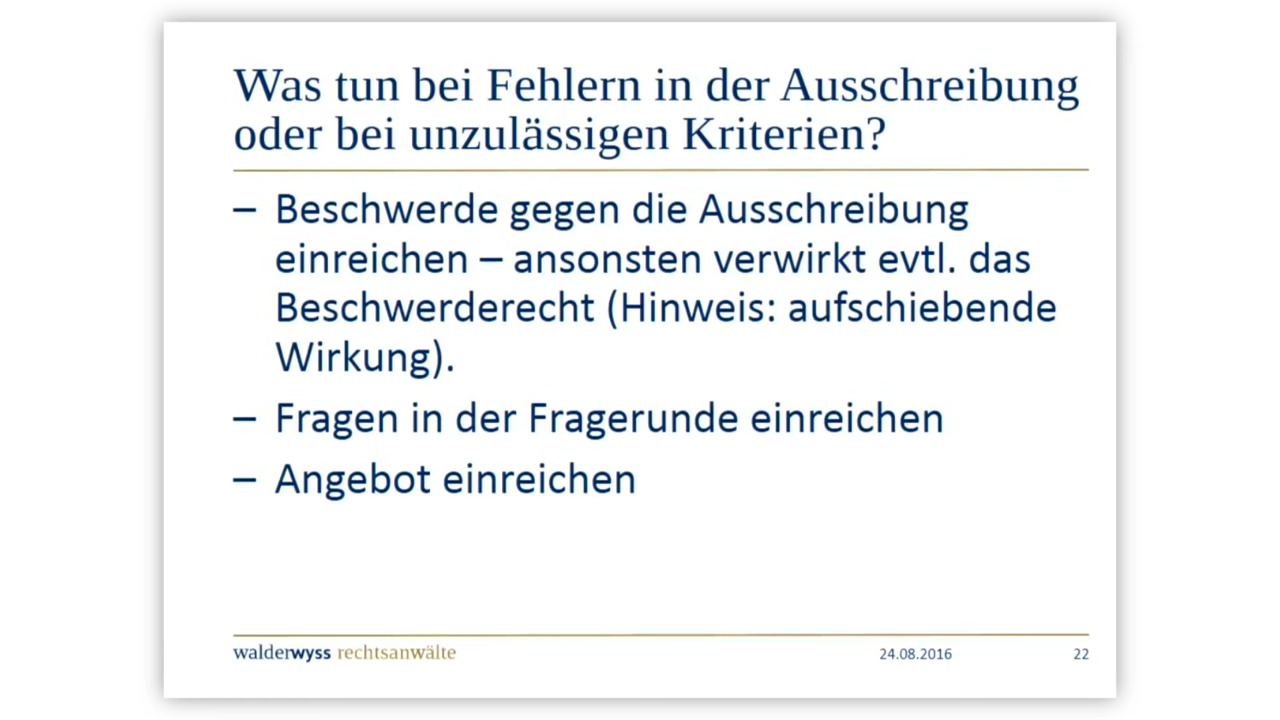 Was tun bei Fehlern in der Ausschreibung
oder bei unzulässigen Kriterien?
– Beschwerde gegen die Ausschreibung
einreichen – ansonsten verwirkt evtl. das
Beschwerderecht (Hinweis: aufschiebende
Wirkung).
– Fragen in der Fragerunde einreichen
– Angebot einreichen
walderwyss rechtsanwälte 24.08.2016 22